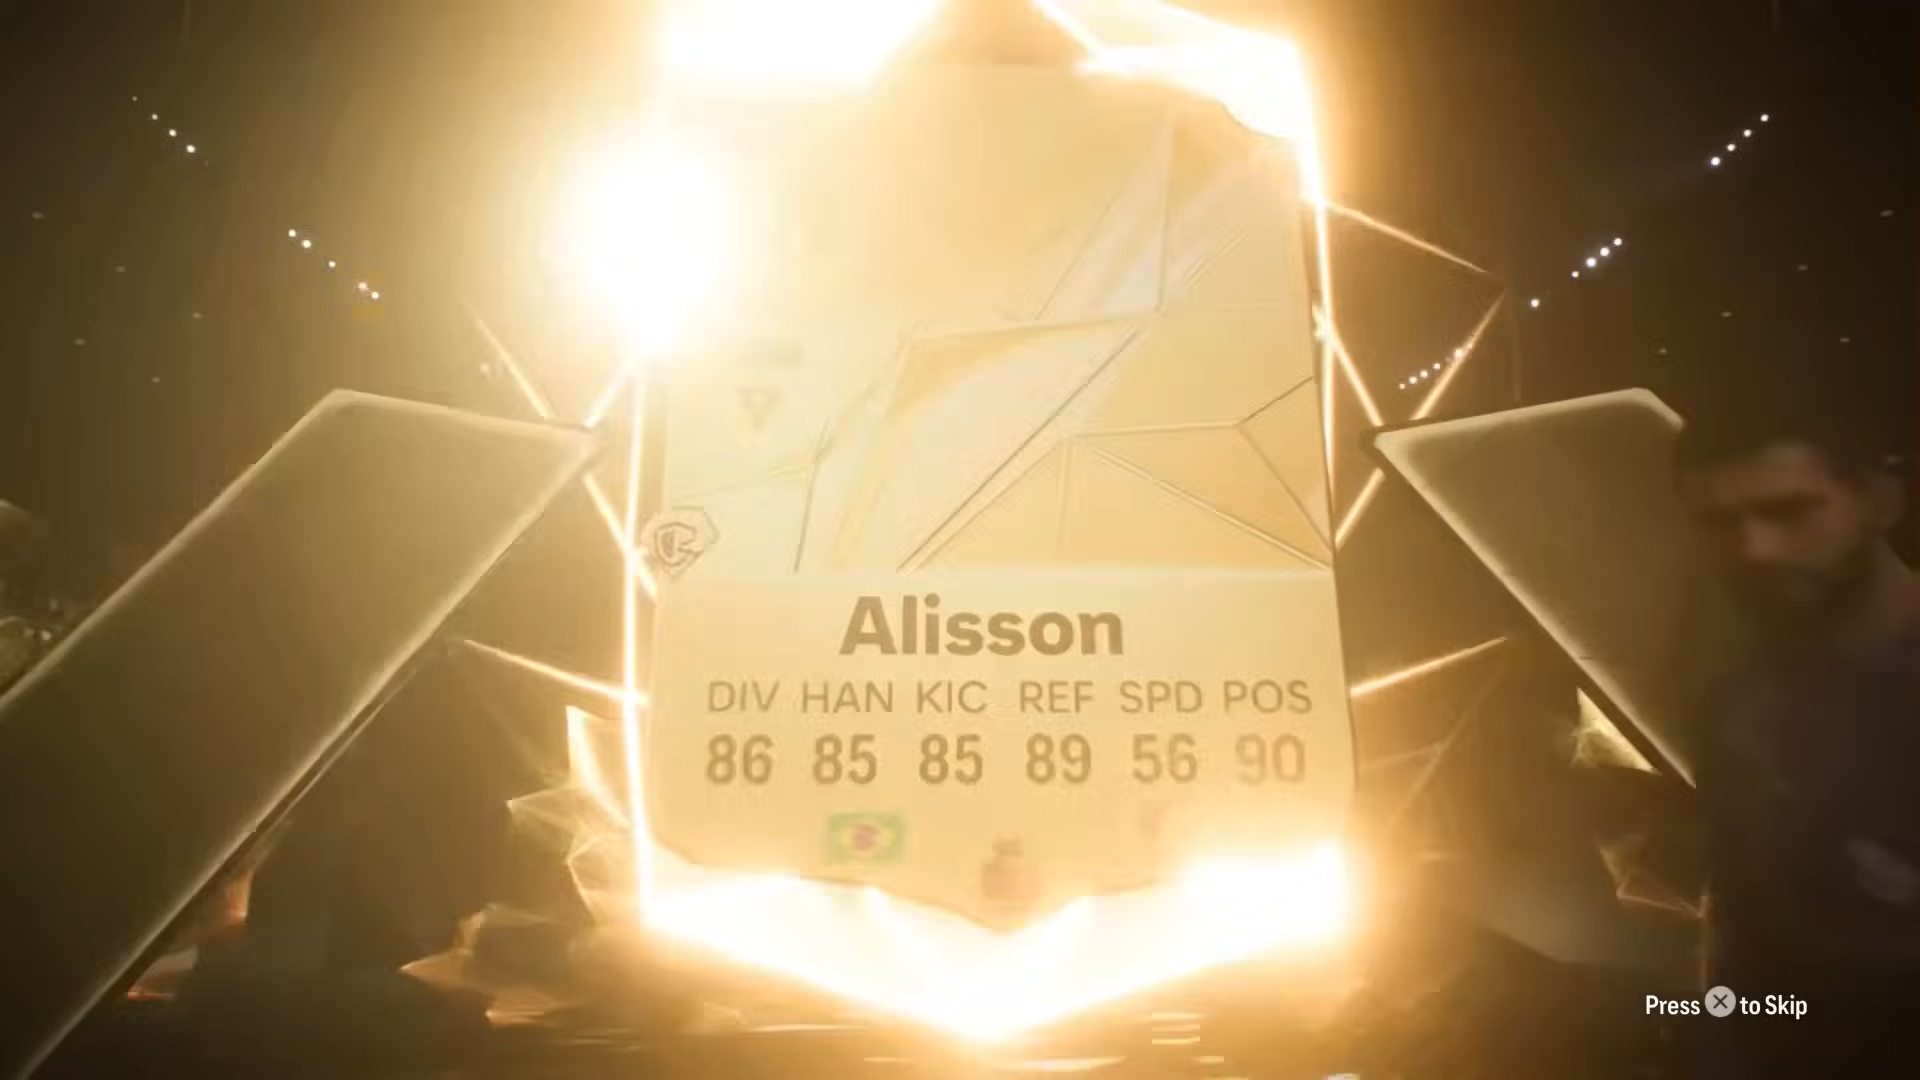 Alisson
DIV HAN KIC REF SPD POS
86 85 85 89 56 90
Press ⊗ to Skip